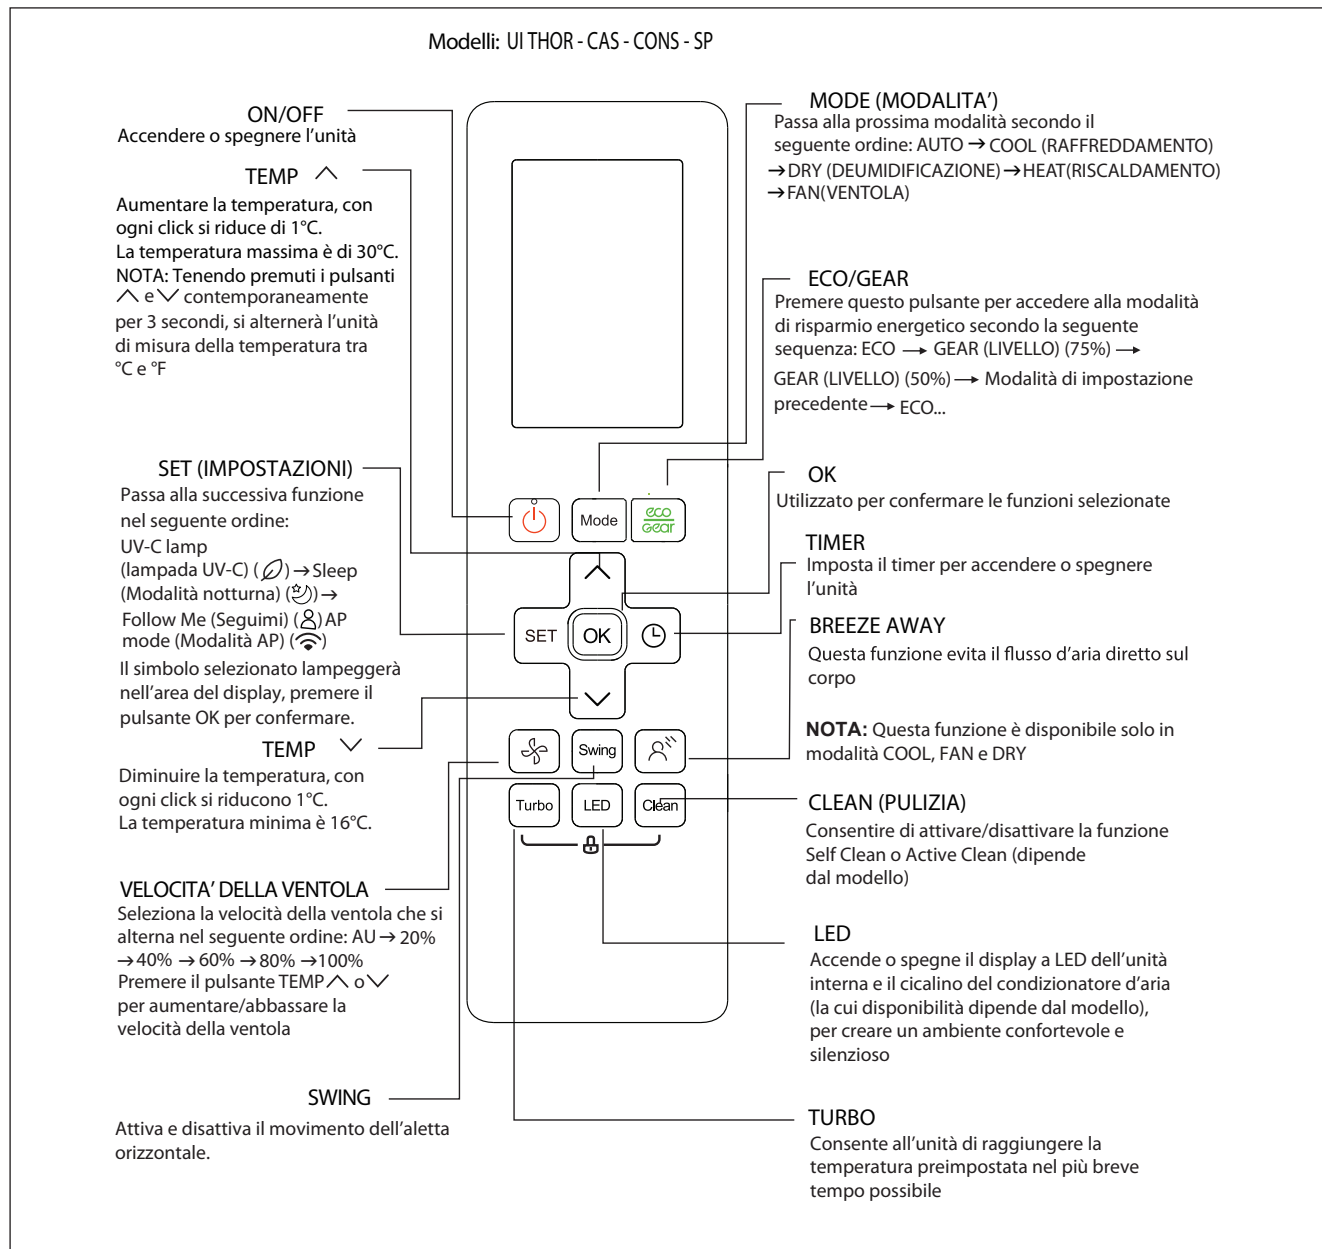 Modelli: UI THOR - CAS - CONS - SP
ON/OFF
Accendere o spegnere l'unità
TEMP
Aumentare la temperatura, con
ogni click si riduce di 1°C.
La temperatura massima è di 30°C.
NOTA: Tenendo premuti i pulsanti
e contemporaneamente
per 3 secondi, si alternerà l'unità
di misura della temperatura tra
°C e °F
SET (IMPOSTAZIONI)
Passa alla successiva funzione
nel seguente ordine:
UV-C lamp
(lampada UV-C) ( ) → Sleep
(Modalità notturna) ( ) →
Follow Me (Seguimi) ( ) AP
mode (Modalità AP) ( )
Il simbolo selezionato lampeggerà
nell'area del display, premere il
pulsante OK per confermare.
TEMP
Diminuire la temperatura, con
ogni click si riducono 1°C.
La temperatura minima è 16°C.
VELOCITA' DELLA VENTOLA
Seleziona la velocità della ventola che si
alterna nel seguente ordine: AU → 20%
→ 40% → 60% → 80% → 100%
Premere il pulsante TEMP o
per aumentare/abbassare la
velocità della ventola
SWING
Attiva e disattiva il movimento dell'aletta
orizzontale.
Mode
eco
Gear
SET
OK
Swing
Turbo
LED
Clean
MODE (MODALITA')
Passa alla prossima modalità secondo il
seguente ordine: AUTO → COOL (RAFFREDDAMENTO)
→ DRY (DEUMIDIFICAZIONE) → HEAT(RISCALDAMENTO)
→ FAN(VENTOLA)
ECO/GEAR
Premere questo pulsante per accedere alla modalità
di risparmio energetico secondo la seguente
sequenza: ECO → GEAR (LIVELLO) (75%) →
GEAR (LIVELLO) (50%) → Modalità di impostazione
precedente → ECO...
OK
Utilizzato per confermare le funzioni selezionate
TIMER
Imposta il timer per accendere o spegnere
l'unità
BREEZE AWAY
Questa funzione evita il flusso d'aria diretto sul
corpo
NOTA: Questa funzione è disponibile solo in
modalità COOL, FAN e DRY
CLEAN (PULIZIA)
Consentire di attivare/disattivare la funzione
Self Clean o Active Clean (dipende
dal modello)
LED
Accende o spegne il display a LED dell'unità
interna e il cicalino del condizionatore d'aria
(la cui disponibilità dipende dal modello),
per creare un ambiente confortevole e
silenzioso
TURBO
Consente all'unità di raggiungere la
temperatura preimpostata nel più breve
tempo possibile